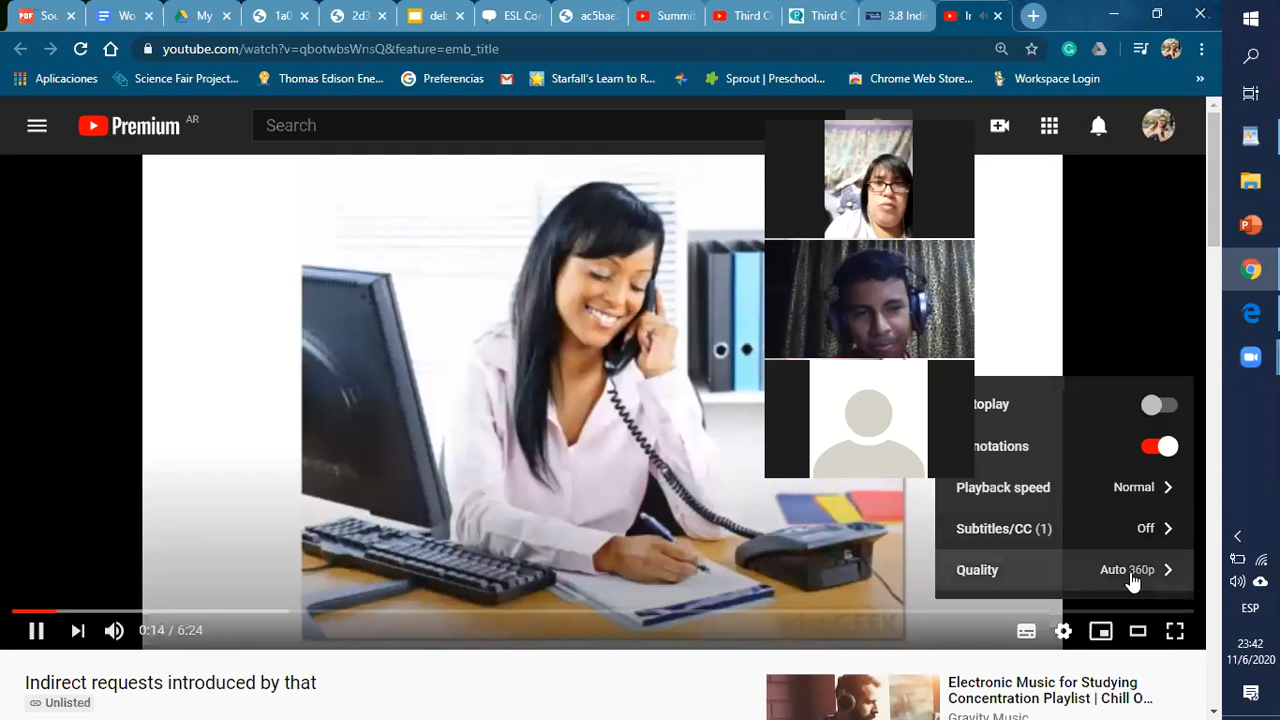 Sou
Wo
My
1a0
2d3
deb
ESL Con
ac5bae
Summit
Third Co
Third C
3.8 Indi
In
youtube.com/watch?v=qbotwbsWnsQ&feature=emb_title
Aplicaciones
Science Fair Project...
Thomas Edison Ene...
Preferencias
Starfall's Learn to R...
Sprout | Preschool...
Chrome Web Store...
Workspace Login
»
Premium AR
Search
toplay
notations
Playback speed Normal
Subtitles/CC (1) Off
Quality Auto 360p
0:14 / 6:24
ESP
23:42
11/6/2020
Indirect requests introduced by that
Unlisted
Electronic Music for Studying
Concentration Playlist | Chill O...
Gravity Music